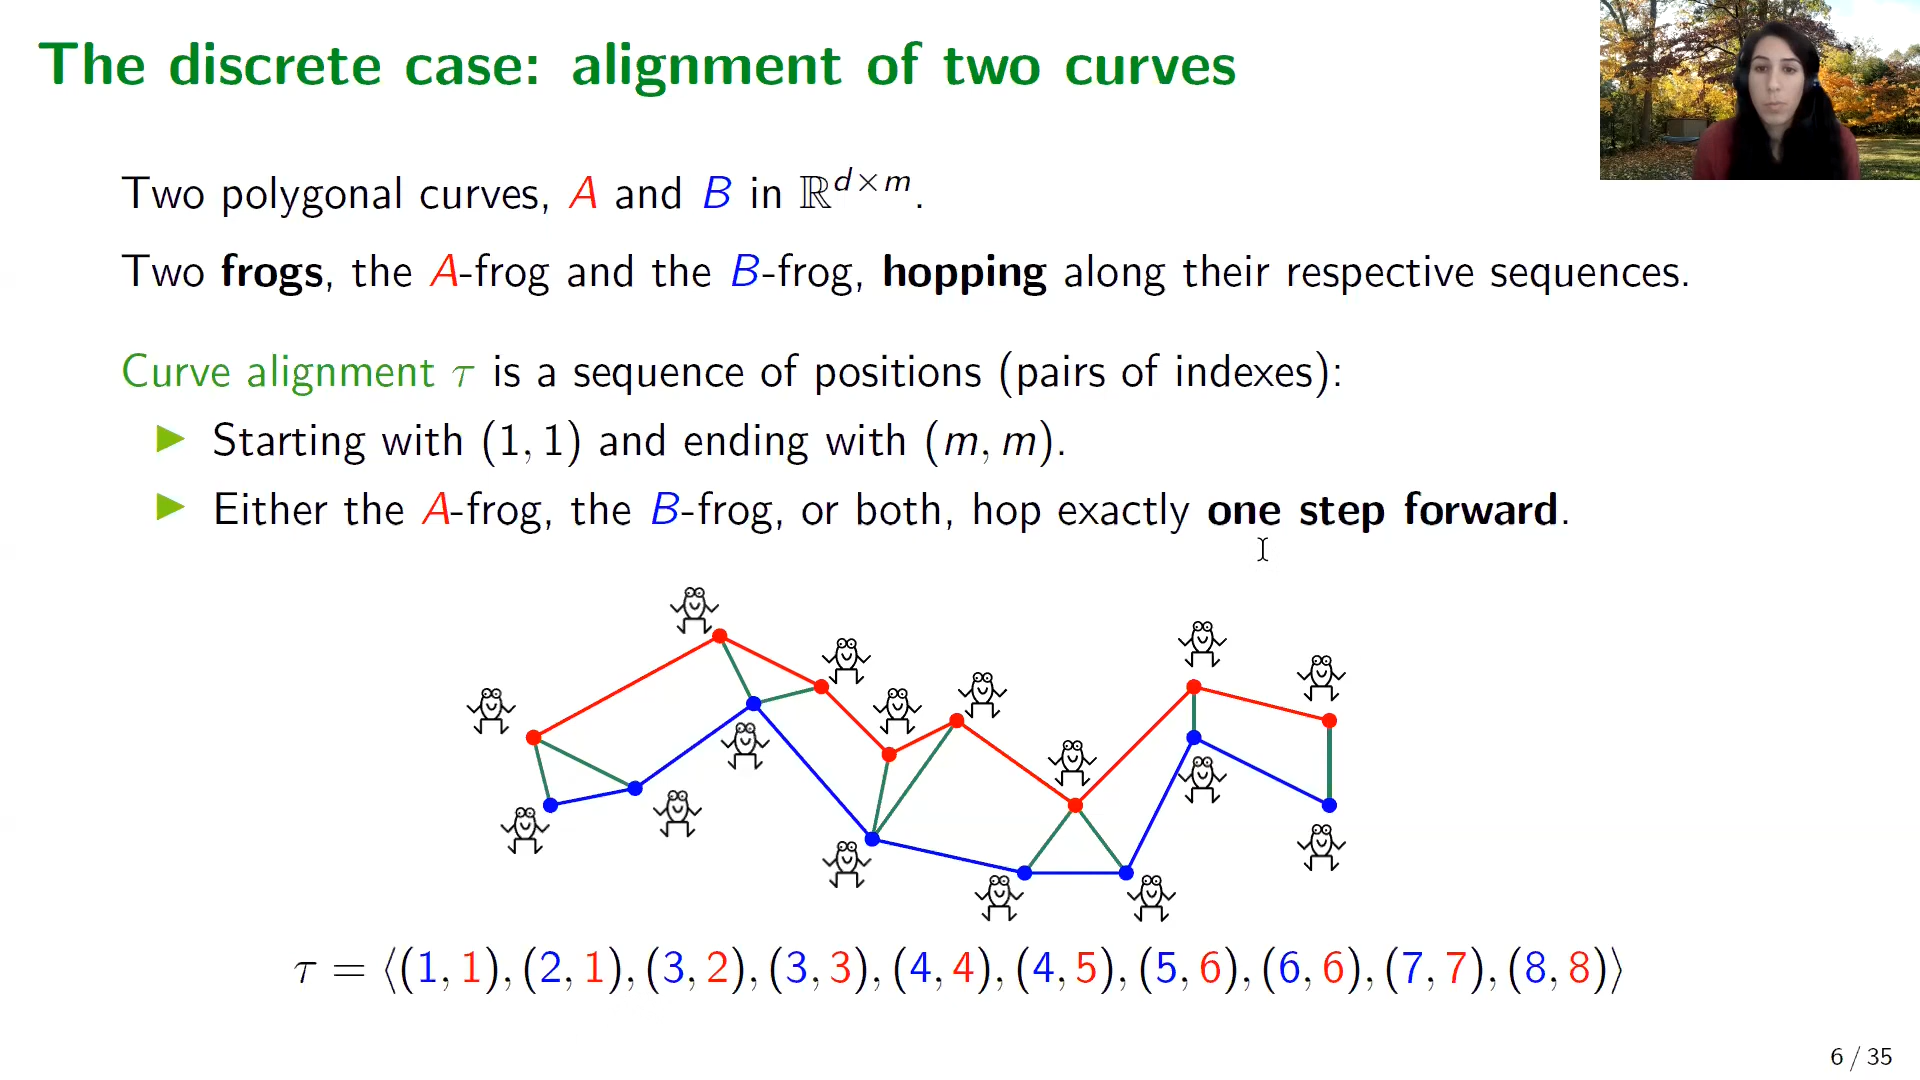 The discrete case: alignment of two curves
Two polygonal curves, A and B in ℝ^{d×m}.
Two frogs, the A-frog and the B-frog, hopping along their respective sequences.
Curve alignment τ is a sequence of positions (pairs of indexes):
▶ Starting with (1, 1) and ending with (m, m).
▶ Either the A-frog, the B-frog, or both, hop exactly one step forward.
τ = ⟨(1, 1), (2, 1), (3, 2), (3, 3), (4, 4), (4, 5), (5, 6), (6, 6), (7, 7), (8, 8)⟩
6 / 35